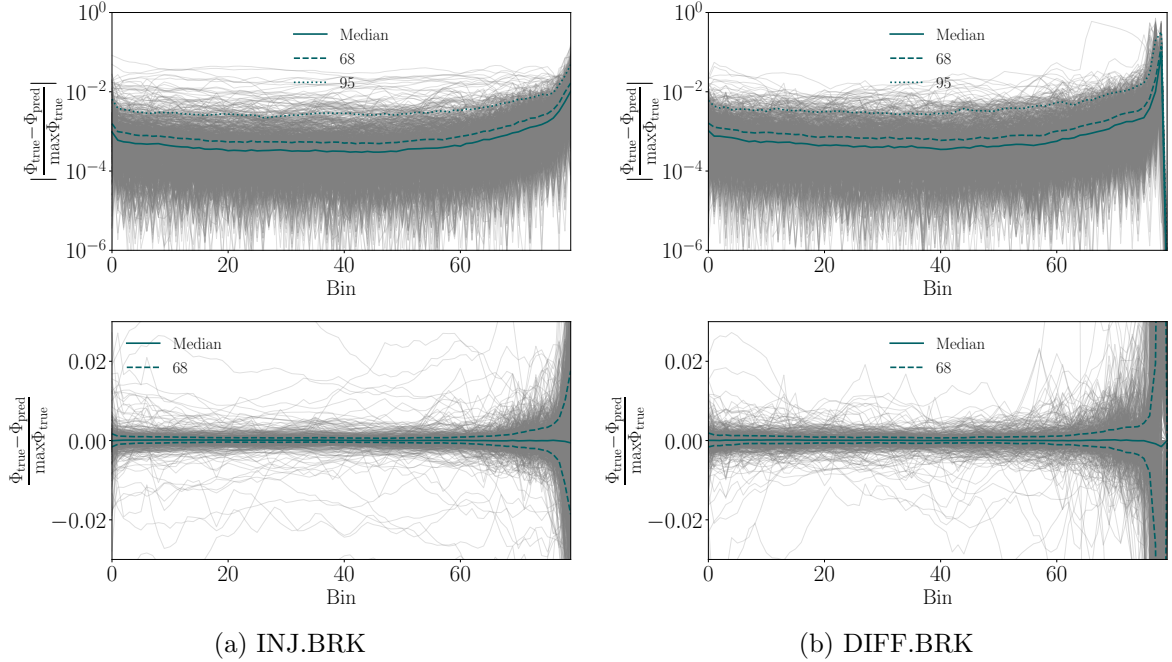 10^0
10^−2
10^−4
10^−6
|Φ_true−Φ_pred / maxΦ_true|
Median
68
95
0
20
40
60
Bin
10^0
10^−2
10^−4
10^−6
|Φ_true−Φ_pred / maxΦ_true|
Median
68
95
0
20
40
60
Bin
0.02
0.00
−0.02
Φ_true−Φ_pred / maxΦ_true
Median
68
0
20
40
60
Bin
0.02
0.00
−0.02
Φ_true−Φ_pred / maxΦ_true
Median
68
0
20
40
60
Bin
(a) INJ.BRK
(b) DIFF.BRK